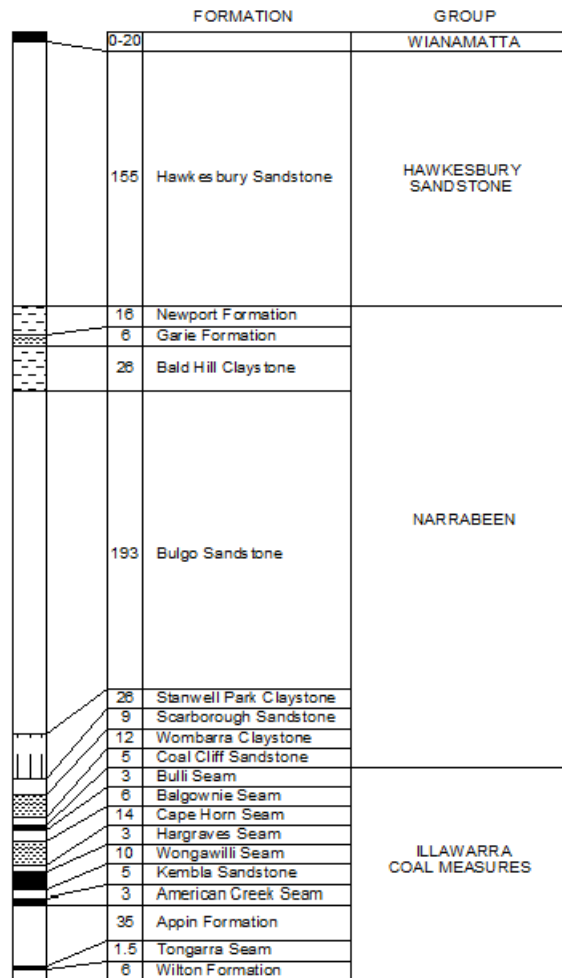 FORMATION GROUP
0-20 WIANAMATTA
155 Hawkesbury Sandstone HAWKESBURY
SANDSTONE
16 Newport Formation
6 Garie Formation
26 Bald Hill Claystone
NARRABEEN
193 Bulgo Sandstone
26 Stanwell Park Claystone
9 Scarborough Sandstone
12 Wombarra Claystone
5 Coal Cliff Sandstone
3 Bulli Seam
6 Balgownie Seam
14 Cape Horn Seam
3 Hargraves Seam
10 Wongawilli Seam ILLAWARRA
5 Kembla Sandstone COAL MEASURES
3 American Creek Seam
35 Appin Formation
1.5 Tongarra Seam
6 Wilton Formation